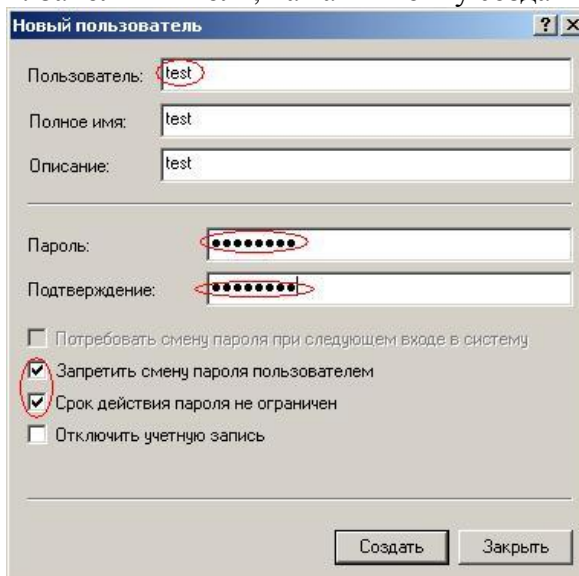 Новый пользователь
Пользователь: test
Полное имя: test
Описание: test
Пароль: ●●●●●●●●
Подтверждение: ●●●●●●●●
Потребовать смену пароля при следующем входе в систему
Запретить смену пароля пользователем
Срок действия пароля не ограничен
Отключить учетную запись
Создать Закрыть